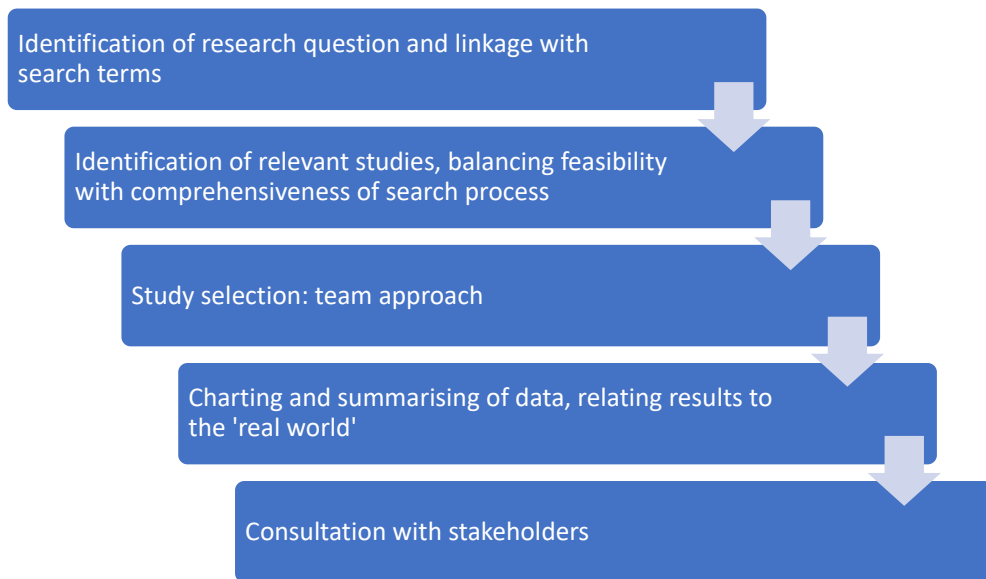 Identification of research question and linkage with
search terms
Identification of relevant studies, balancing feasibility
with comprehensiveness of search process
Study selection: team approach
Charting and summarising of data, relating results to
the 'real world'
Consultation with stakeholders